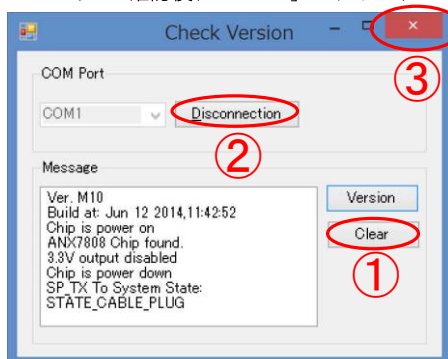 Check Version
③
COM Port
COM1
Disconnection
②
Message
Ver. M10
Build at: Jun 12 2014,11:42:52
Chip is power on
ANX7808 Chip found.
3.3V output disabled
Chip is power down
SP_TX To System State:
STATE_CABLE_PLUG
Version
Clear
①